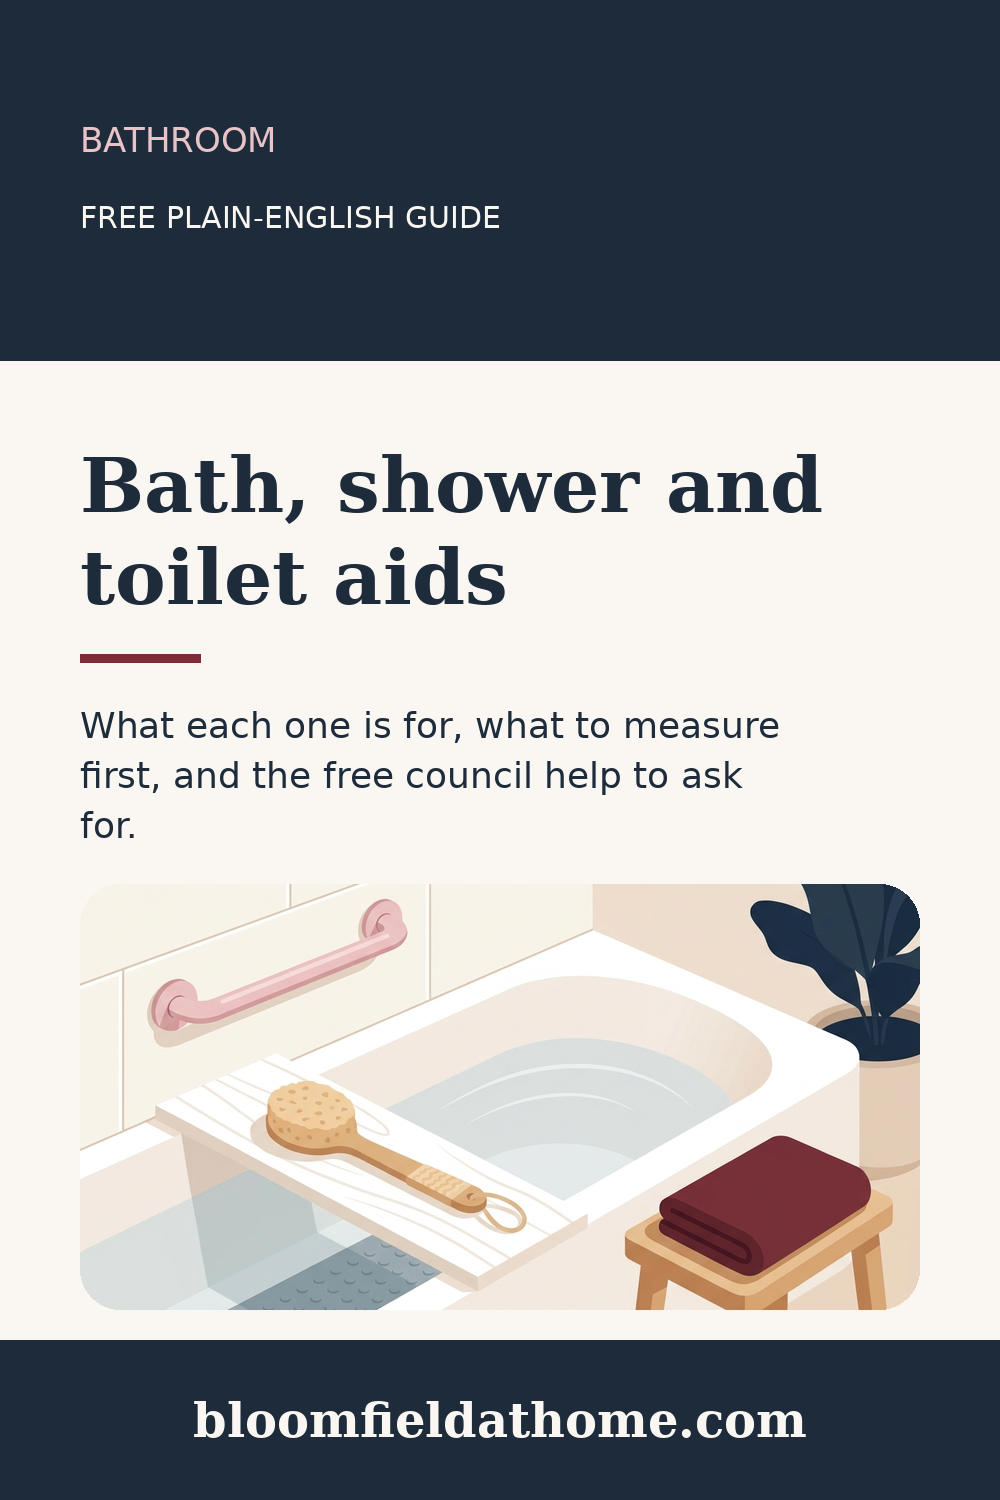 BATHROOM
FREE PLAIN-ENGLISH GUIDE
Bath, shower and
toilet aids
What each one is for, what to measure
first, and the free council help to ask
for.
bloomfieldathome.com